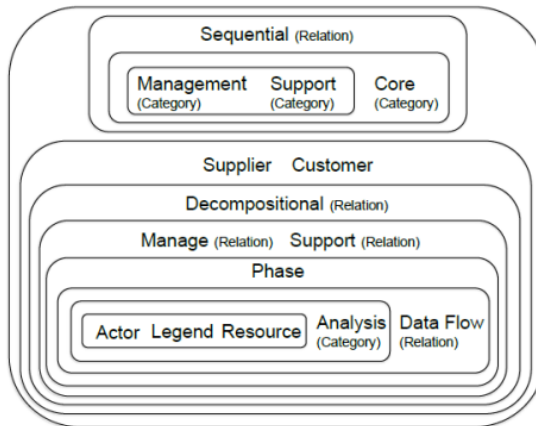 Sequential (Relation)
Management Support Core
(Category) (Category) (Category)
Supplier Customer
Decompositional (Relation)
Manage (Relation) Support (Relation)
Phase
Actor Legend Resource Analysis Data Flow
(Category) (Relation)